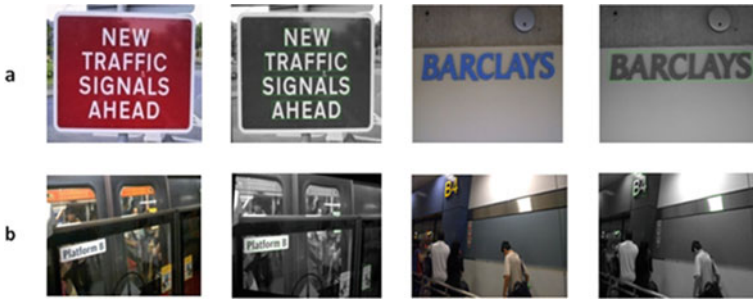 a
NEW
TRAFFIC
SIGNALS
AHEAD
NEW
TRAFFIC
SIGNALS
AHEAD
BARCLAYS
BARCLAYS
b
Platform 8
Platform 8
B4
B4